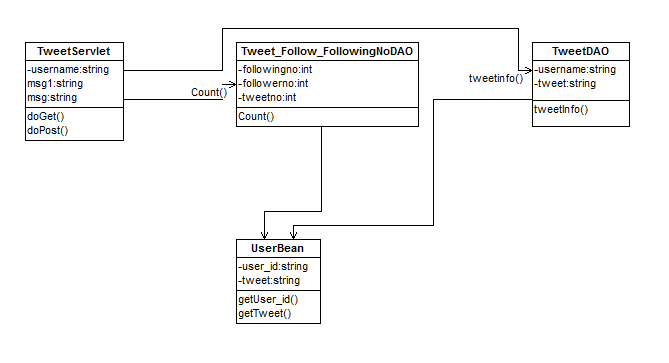 TweetServlet
-username:string
msg1:string
msg:string
doGet()
doPost()
Count()
Tweet_Follow_FollowingNoDAO
-followingno:int
-followerno:int
-tweetno:int
Count()
tweetinfo()
TweetDAO
-username:string
-tweet:string
tweetInfo()
UserBean
-user_id:string
-tweet:string
getUser_id()
getTweet()